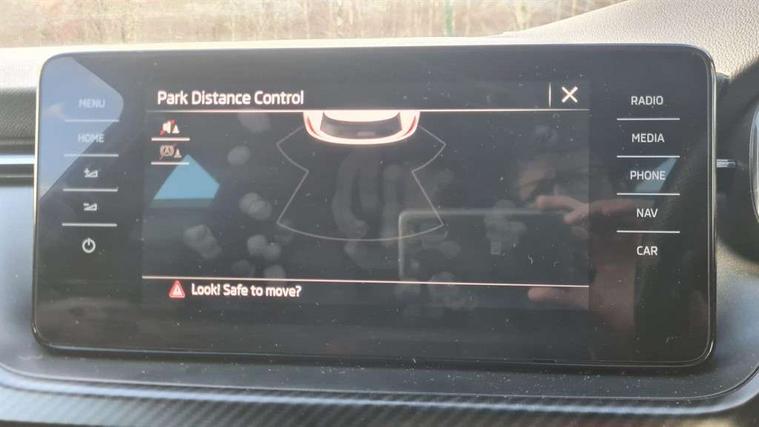 Park Distance Control
MENU
HOME
RADIO
MEDIA
PHONE
NAV
CAR
Look! Safe to move?